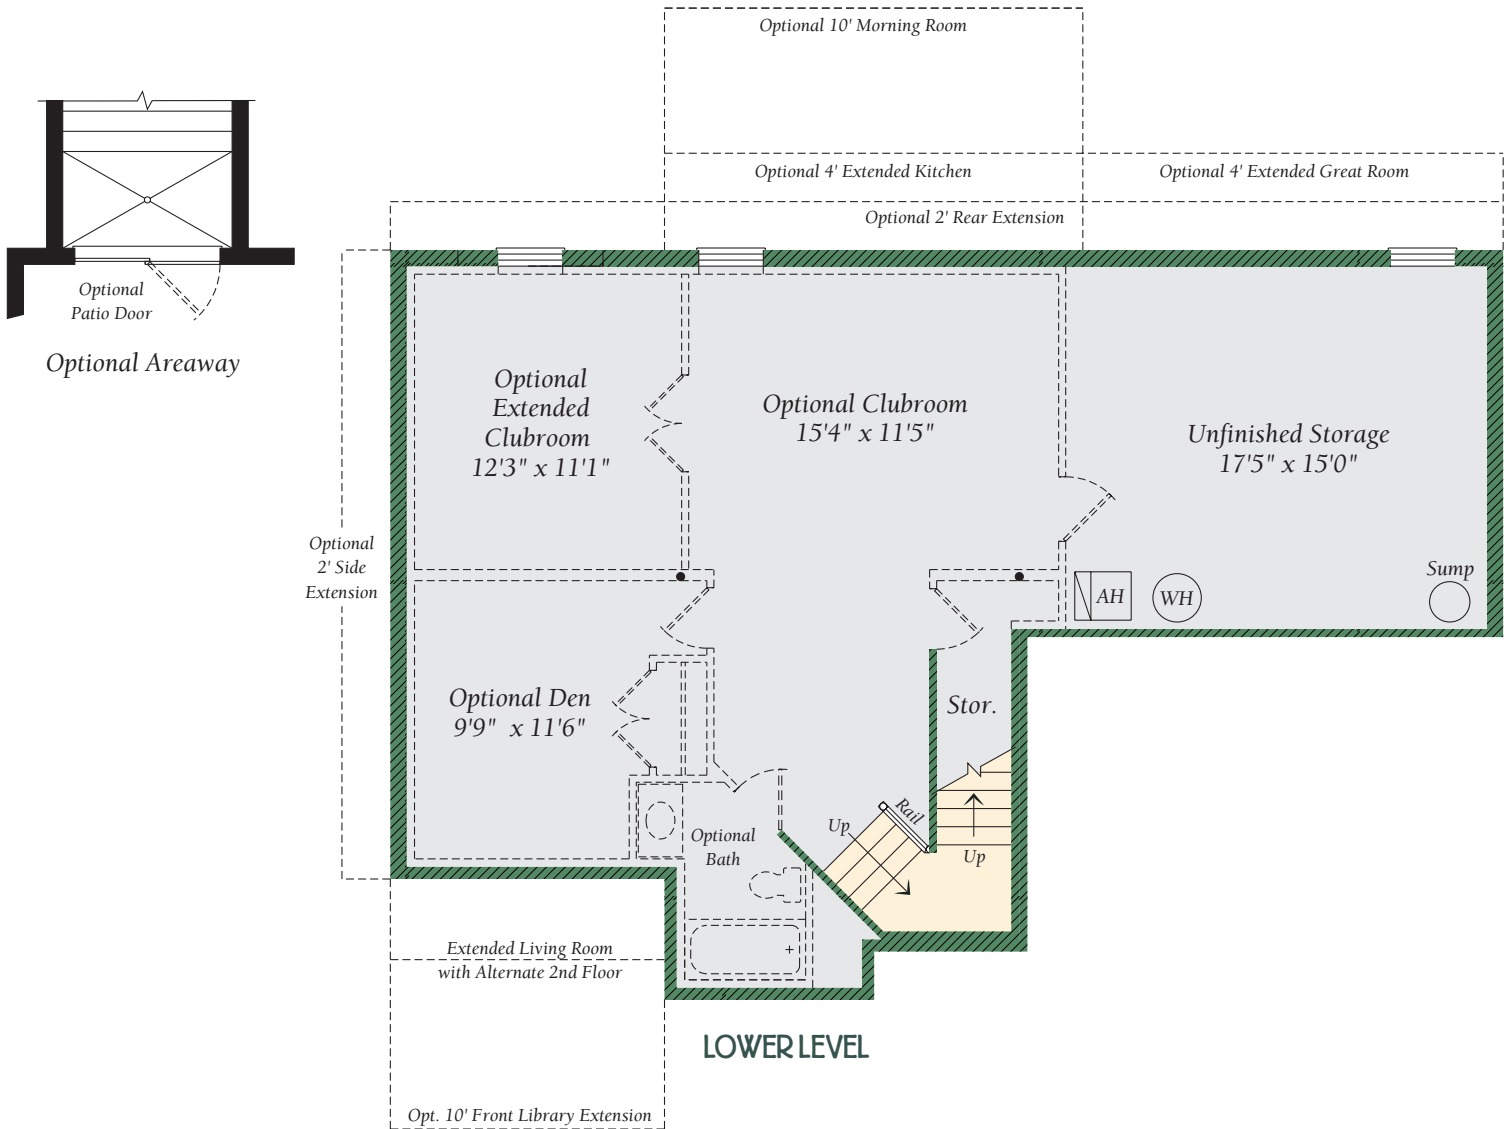 Optional 10' Morning Room
Optional 4' Extended Kitchen
Optional 4' Extended Great Room
Optional 2' Rear Extension
Optional
Patio Door
Optional Areaway
Optional
Extended
Clubroom
12'3" x 11'1"
Optional Clubroom
15'4" x 11'5"
Unfinished Storage
17'5" x 15'0"
Optional
2' Side
Extension
AH
WH
Sump
Optional Den
9'9" x 11'6"
Stor.
Rail
Up
Up
Optional
Bath
Extended Living Room
with Alternate 2nd Floor
LOWER LEVEL
Opt. 10' Front Library Extension